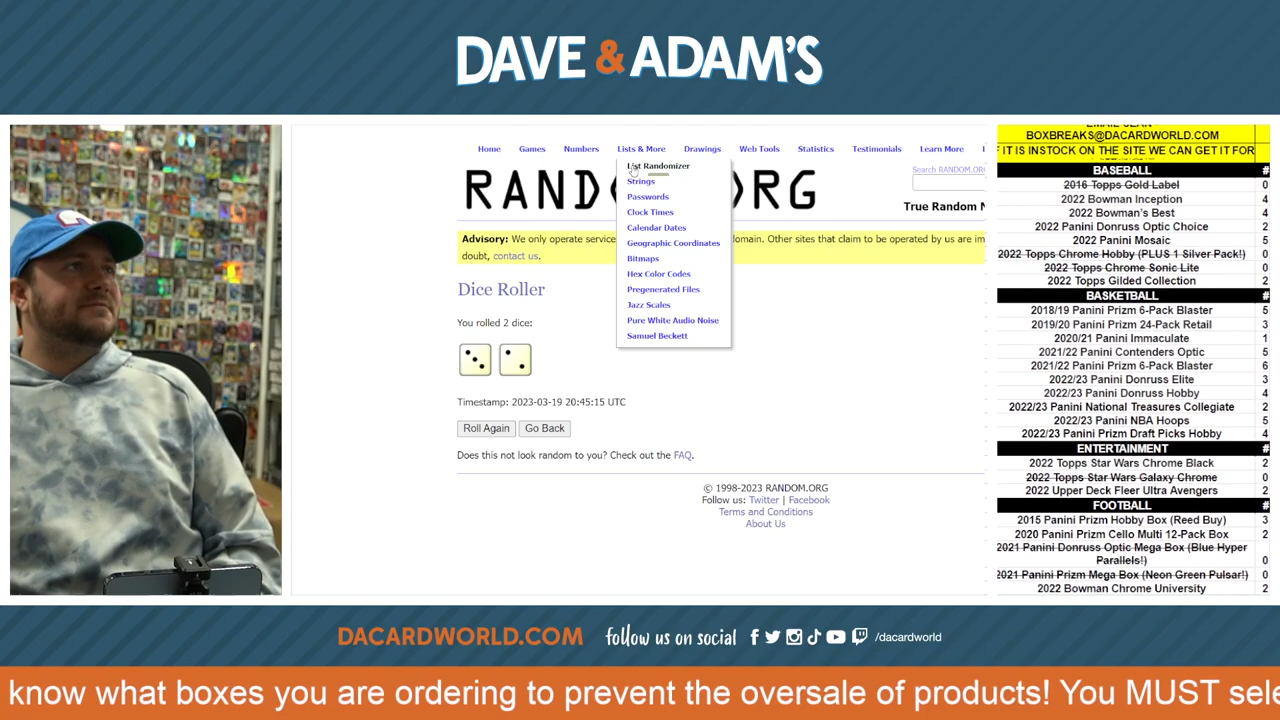 DAVE & ADAM'S
Home Games Numbers Lists & More Drawings Web Tools Statistics Testimonials Learn More
List Randomizer
Strings
Passwords
Clock Times
Calendar Dates
Geographic Coordinates
Bitmaps
Hex Color Codes
Pregenerated Files
Jazz Scales
Pure White Audio Noise
Samuel Beckett
Search RANDOM.ORG
True Random N
Advisory: We only operate service
domain. Other sites that claim to be operated by us are im
doubt, contact us.
Dice Roller
You rolled 2 dice:
Timestamp: 2023-03-19 20:45:15 UTC
Roll Again Go Back
Does this not look random to you? Check out the FAQ.
© 1998-2023 RANDOM.ORG
Follow us: Twitter | Facebook
Terms and Conditions
About Us
EMAIL SEAN
BOXBREAKS@DACARDWORLD.COM
F IT IS INSTOCK ON THE SITE WE CAN GET IT FOR
BASEBALL #
2016 Topps Gold Label 0
2022 Bowman Inception 4
2022 Bowman's Best 4
2022 Panini Donruss Optic Choice 2
2022 Panini Mosaic 5
2022 Topps Chrome Hobby (PLUS 1 Silver Pack!) 0
2022 Topps Chrome Sonic Lite 0
2022 Topps Gilded Collection 2
BASKETBALL #
2018/19 Panini Prizm 6-Pack Blaster 5
2019/20 Panini Prizm 24-Pack Retail 3
2020/21 Panini Immaculate 1
2021/22 Panini Contenders Optic 5
2021/22 Panini Prizm 6-Pack Blaster 6
2022/23 Panini Donruss Elite 3
2022/23 Panini Donruss Hobby 4
2022/23 Panini National Treasures Collegiate 2
2022/23 Panini NBA Hoops 5
2022/23 Panini Prizm Draft Picks Hobby 4
ENTERTAINMENT #
2022 Topps Star Wars Chrome Black 2
2022 Topps Star Wars Galaxy Chrome 0
2022 Upper Deck Fleer Ultra Avengers 2
FOOTBALL #
2015 Panini Prizm Hobby Box (Reed Buy) 3
2020 Panini Prizm Cello Multi 12-Pack Box 2
2021 Panini Donruss Optic Mega Box (Blue Hyper
Parallels!) 0
2021 Panini Prizm Mega Box (Neon Green Pulsar!) 0
2022 Bowman Chrome University 2
DACARDWORLD.COM follow us on social /dacardworld
know what boxes you are ordering to prevent the oversale of products! You MUST sele